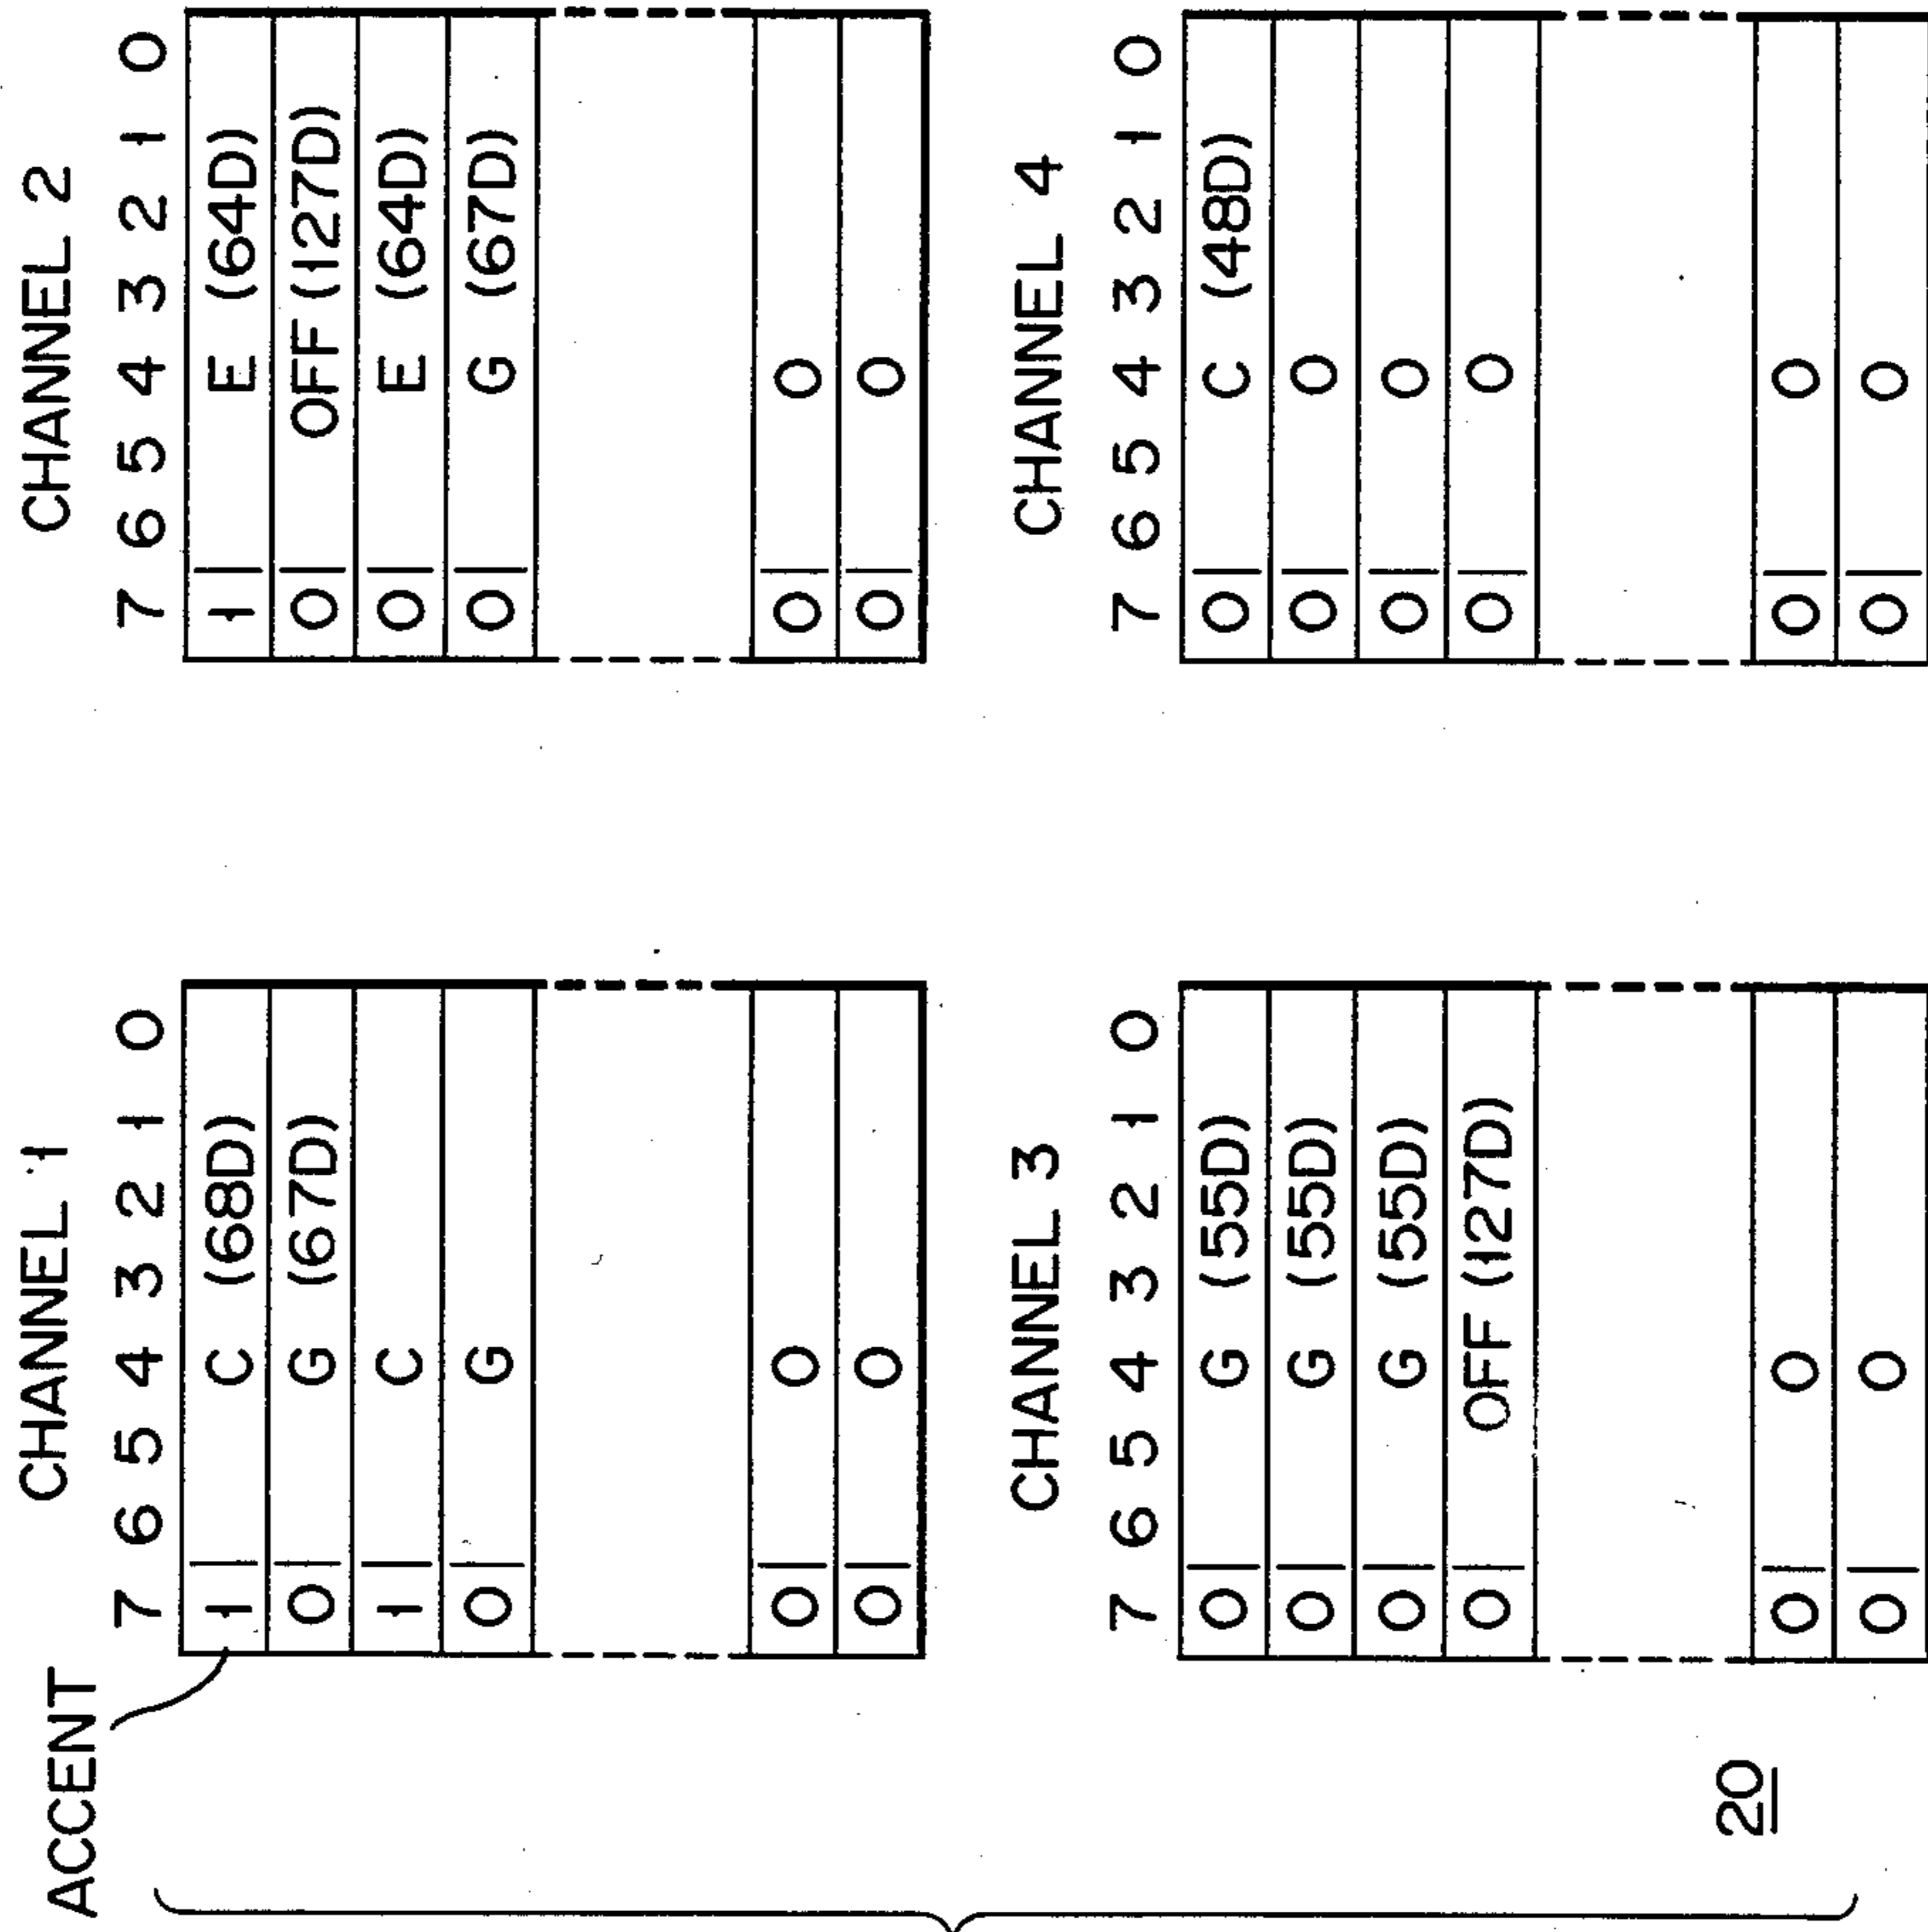 ACCENT
CHANNEL 1
7 6 5 4 3 2 1 0
1 C (68D)
0 G (67D)
1 C
0 G
0 0
0 0
CHANNEL 2
7 6 5 4 3 2 1 0
1 E (64D)
0 OFF (127D)
0 E (64D)
0 G (67D)
0 0
0 0
CHANNEL 3
7 6 5 4 3 2 1 0
0 G (55D)
0 G (55D)
0 G (55D)
0 OFF (127D)
0 0
0 0
CHANNEL 4
7 6 5 4 3 2 1 0
0 C (48D)
0 0
0 0
0 0
0 0
0 0
20